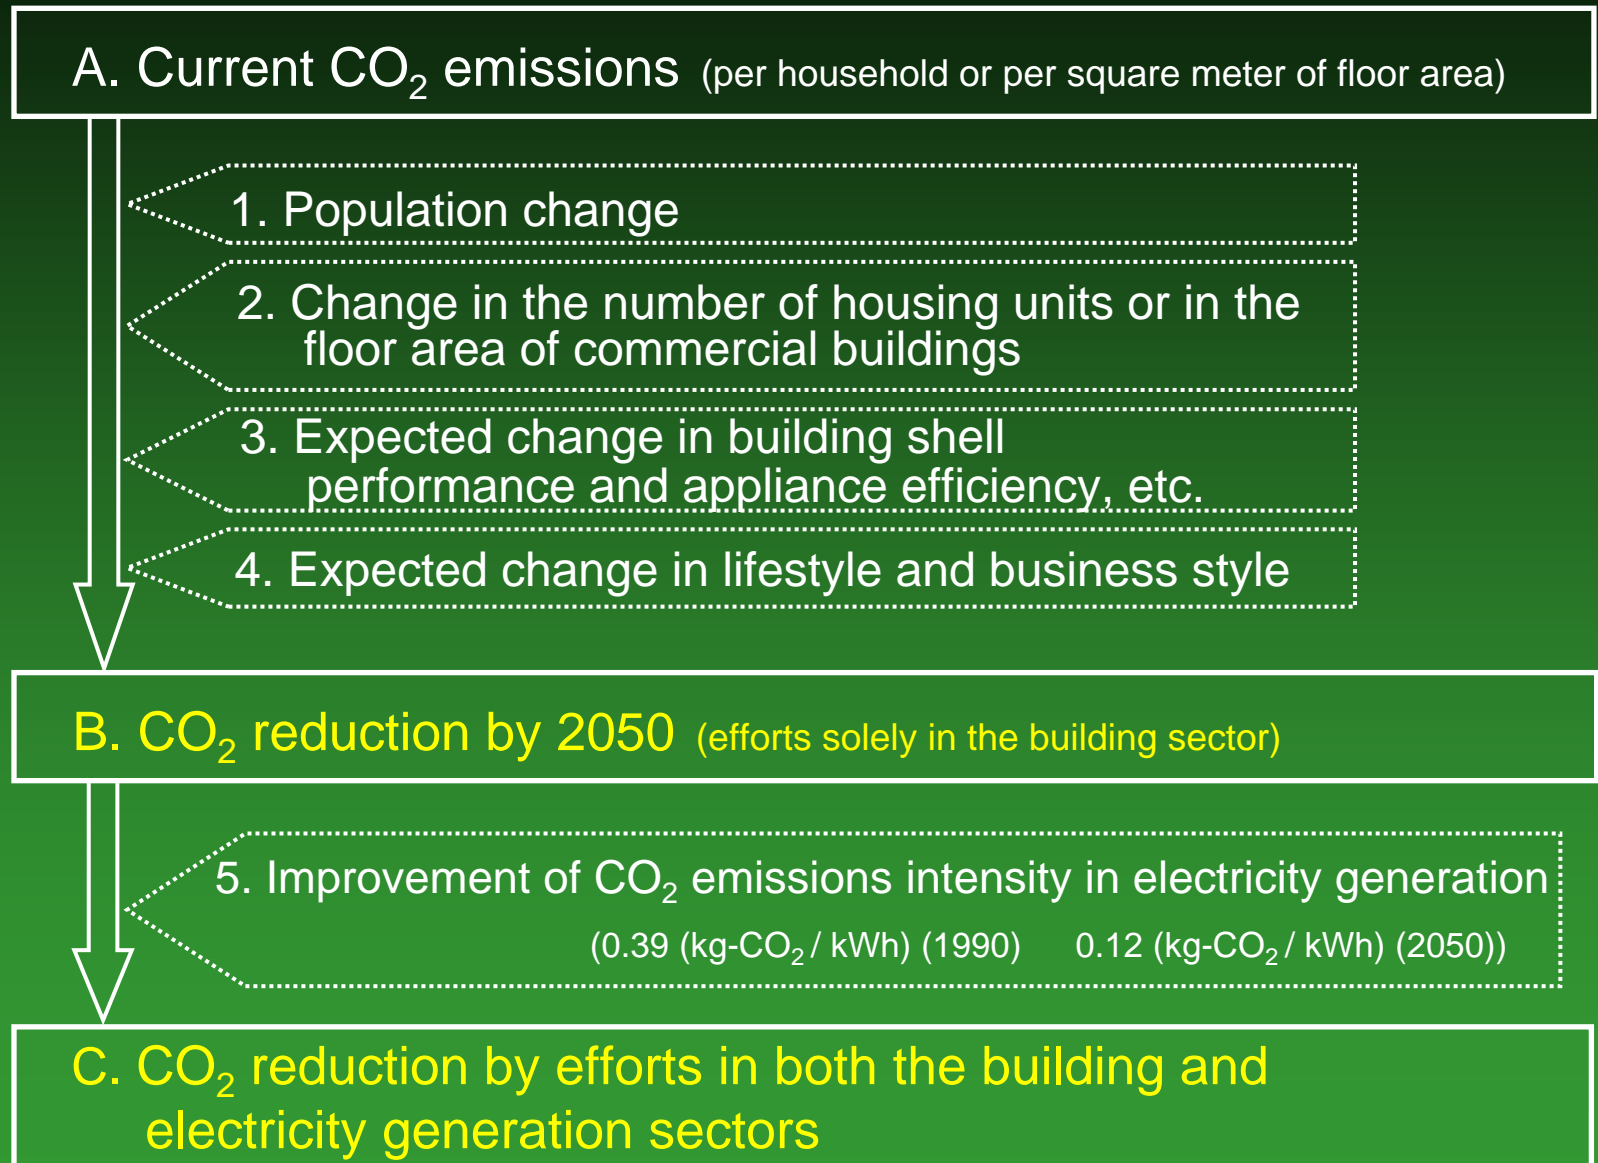 A. Current CO₂ emissions (per household or per square meter of floor area)
1. Population change
2. Change in the number of housing units or in the
floor area of commercial buildings
3. Expected change in building shell
performance and appliance efficiency, etc.
4. Expected change in lifestyle and business style
B. CO₂ reduction by 2050 (efforts solely in the building sector)
5. Improvement of CO₂ emissions intensity in electricity generation
(0.39 (kg-CO₂ / kWh) (1990) 0.12 (kg-CO₂ / kWh) (2050))
C. CO₂ reduction by efforts in both the building and
electricity generation sectors